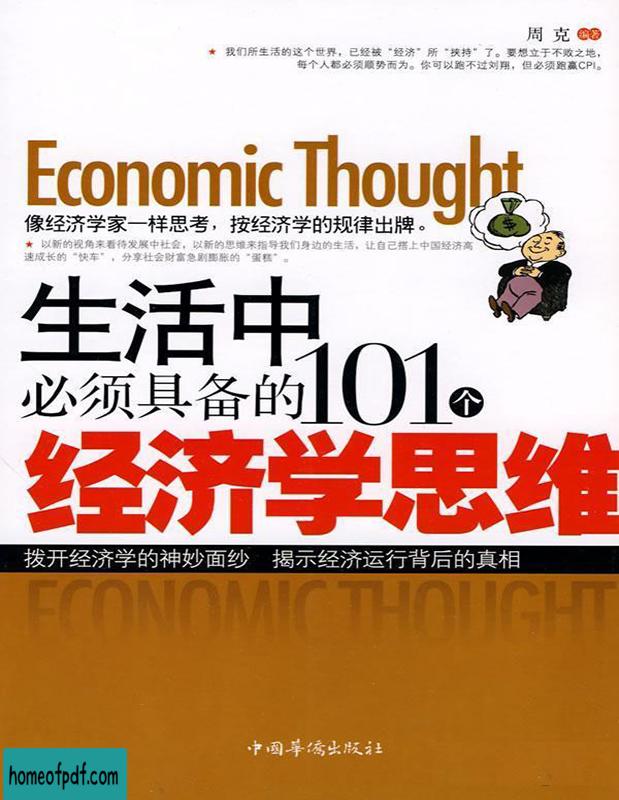 周 克 编著
★ 我们所生活的这个世界，已经被“经济”所“挟持”了。要想立于不败之地，
每个人都必须顺势而为。你可以跑不过刘翔，但必须跑赢CPI。
Economic Thought
像经济学家一样思考，按经济学的规律出牌。
★ 以新的视角来看待发展中社会，以新的思维来指导我们身边的生活，让自己搭上中国经济高
速成长的“快车”，分享社会财富急剧膨胀的“蛋糕”。
$
生活中
必须具备的101个
经济学思维
拨开经济学的神妙面纱 揭示经济运行背后的真相
ECONOMIC THOUGHT
中国华侨出版社
homeofpdf.com